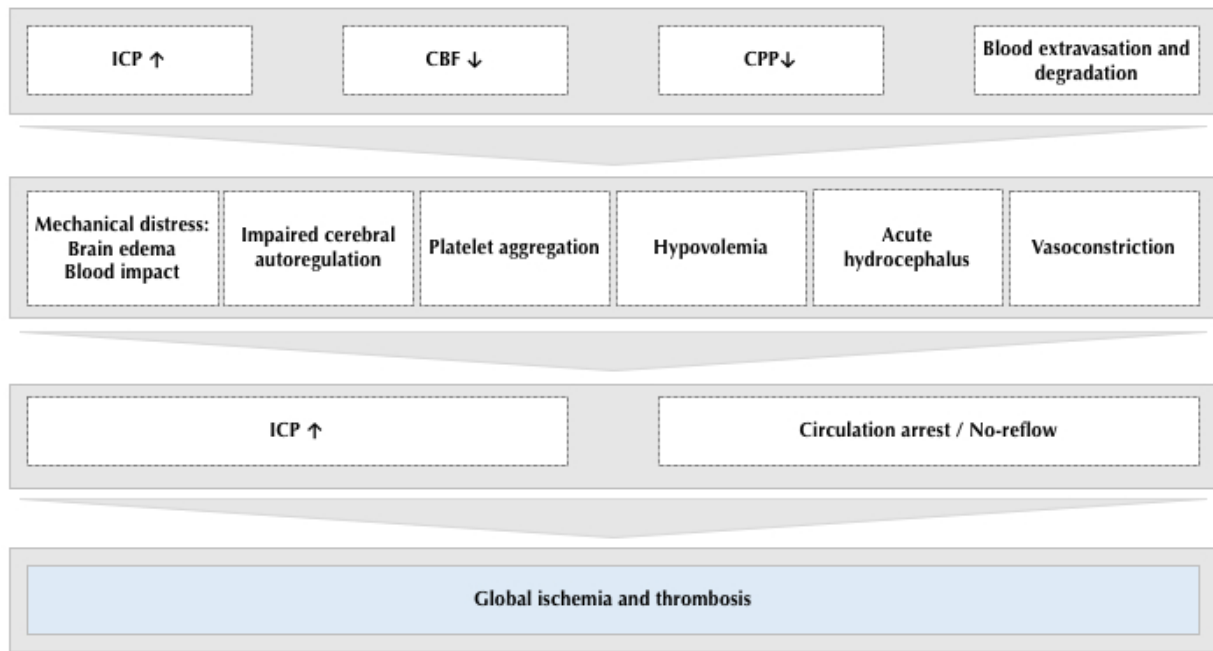 ICP ↑
CBF ↓
CPP↓
Blood extravasation and
degradation
Mechanical distress:
Brain edema
Blood impact
Impaired cerebral
autoregulation
Platelet aggregation
Hypovolemia
Acute
hydrocephalus
Vasoconstriction
ICP ↑
Circulation arrest / No-reflow
Global ischemia and thrombosis